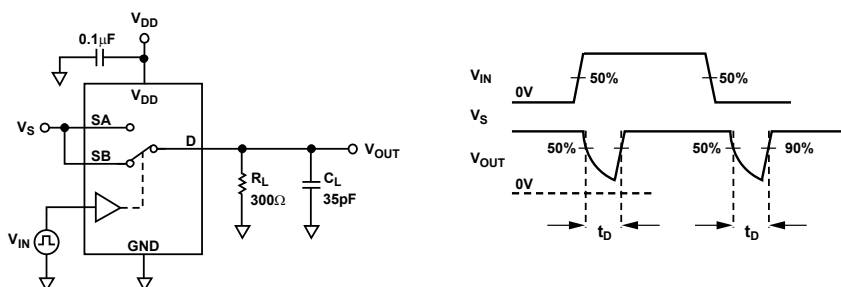 V_DD
0.1μF
V_DD
V_S
SA
SB
D
V_OUT
R_L
300Ω
C_L
35pF
V_IN
GND
V_IN
50%
50%
0V
V_S
V_OUT
50%
50%
90%
0V
t_D
t_D